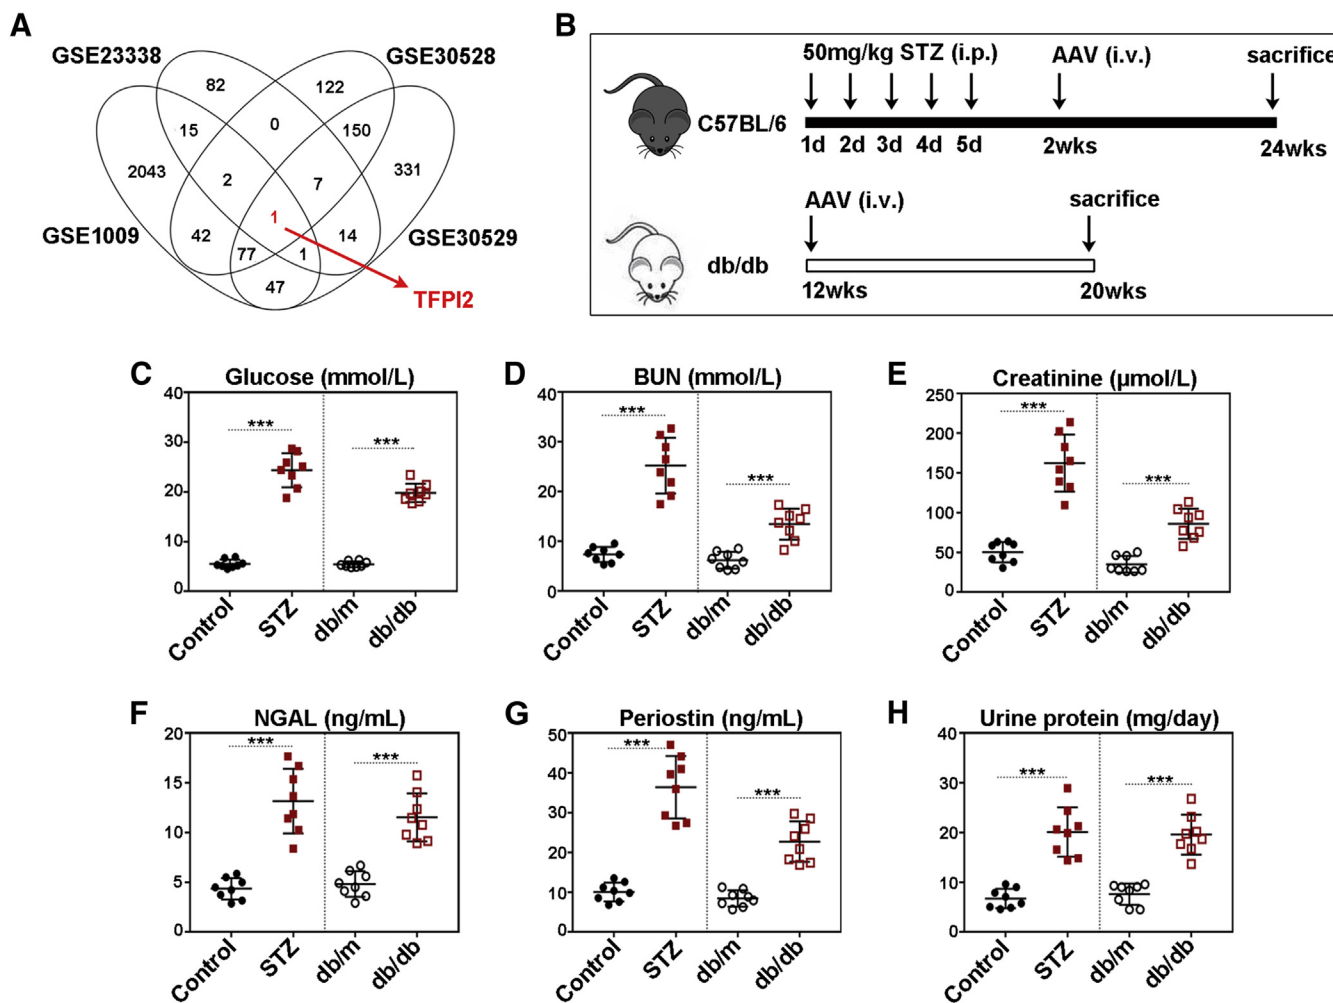 A
GSE23338
GSE30528
82
122
15
0
150
2043
2
7
331
1
GSE1009
42
14
GSE30529
77
1
47
TFPI2
B
50mg/kg STZ (i.p.)
AAV (i.v.)
sacrifice
C57BL/6
1d 2d 3d 4d 5d
2wks
24wks
AAV (i.v.)
sacrifice
db/db
12wks
20wks
C
Glucose (mmol/L)
40
30
20
10
0
***
***
Control
STZ
db/m
db/db
D
BUN (mmol/L)
40
30
20
10
0
***
***
Control
STZ
db/m
db/db
E
Creatinine (µmol/L)
250
200
150
100
50
0
***
***
Control
STZ
db/m
db/db
F
NGAL (ng/mL)
20
15
10
5
0
***
***
Control
STZ
db/m
db/db
G
Periostin (ng/mL)
50
40
30
20
10
0
***
***
Control
STZ
db/m
db/db
H
Urine protein (mg/day)
40
30
20
10
0
***
***
Control
STZ
db/m
db/db